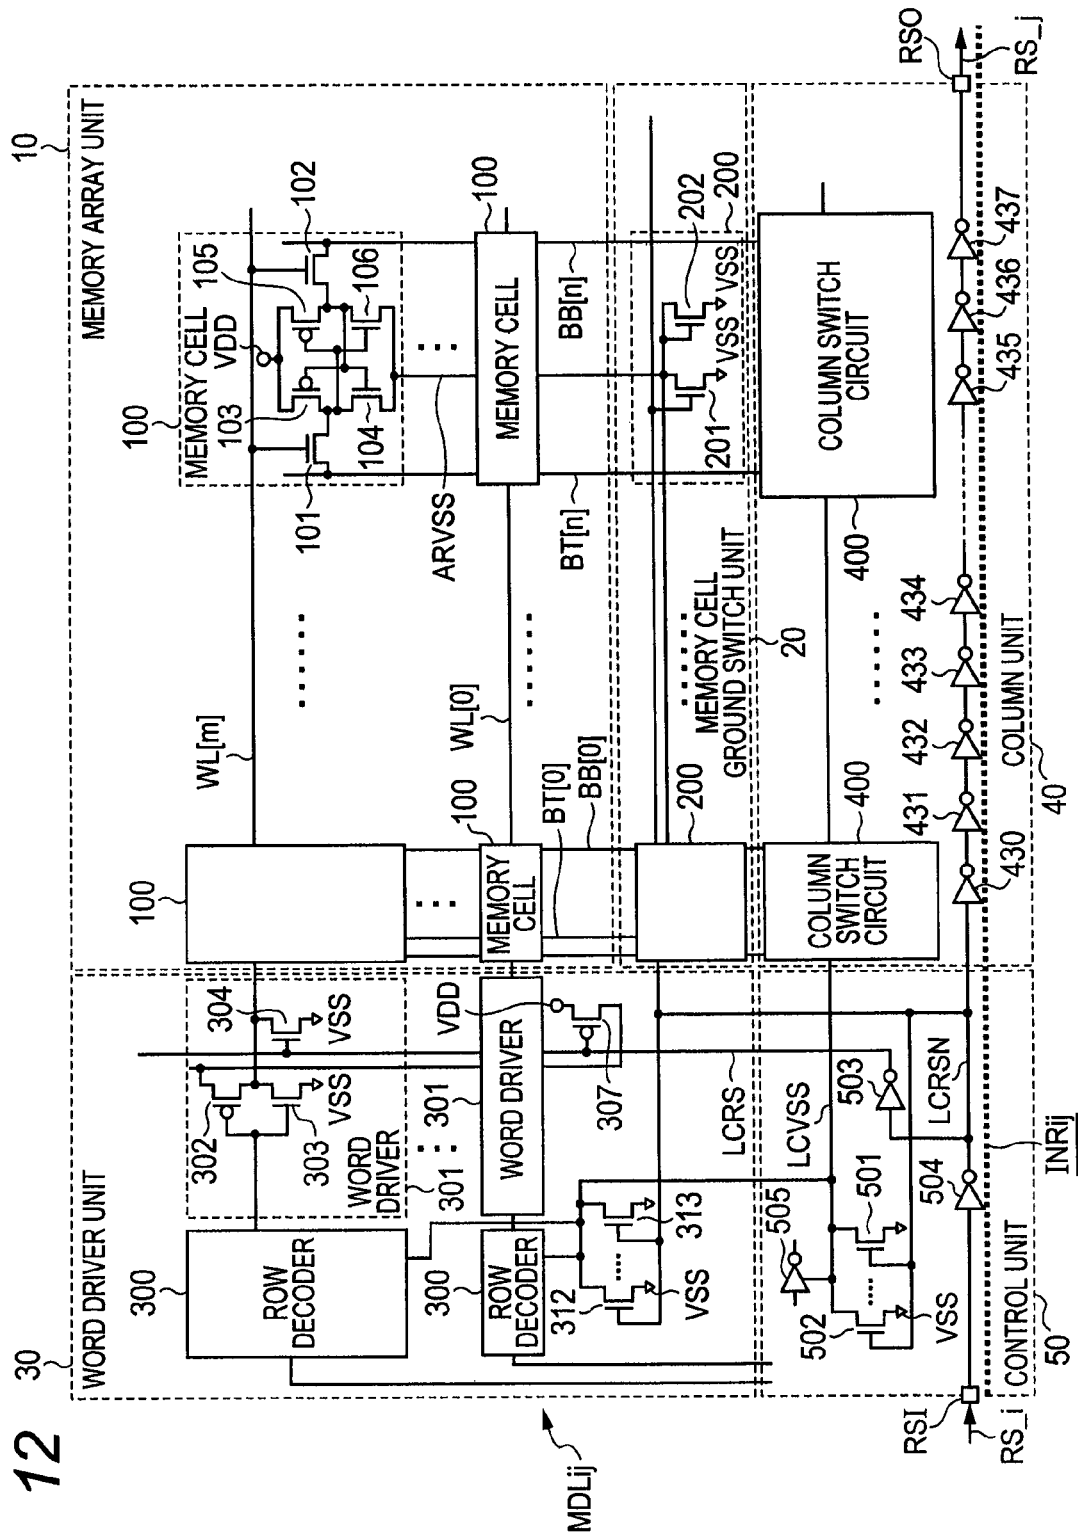 12
MDLij
30
WORD DRIVER UNIT
10
MEMORY ARRAY UNIT
300
ROW
DECODER
302
303
304
VSS
VSS
WORD
DRIVER
301
100
WL[m]
100
MEMORY CELL
VDD
103
105
101
102
104
106
ARVSS
300
ROW
DECODER
301
WORD DRIVER
VDD
307
100
MEMORY
CELL
WL[0]
MEMORY CELL
100
BT[0]
BB[0]
BT[n]
BB[n]
312
313
VSS
LCRS
200
MEMORY CELL
GROUND SWITCH UNIT
20
201
202
VSS
VSS
200
505
LCVSS
502
501
VSS
503
504
LCRSN
COLUMN
SWITCH
CIRCUIT
400
400
COLUMN SWITCH
CIRCUIT
RSI
RS_i
CONTROL UNIT
50
INRij
430
431
432
433
434
435
436
437
COLUMN UNIT
40
RSO
RS_j